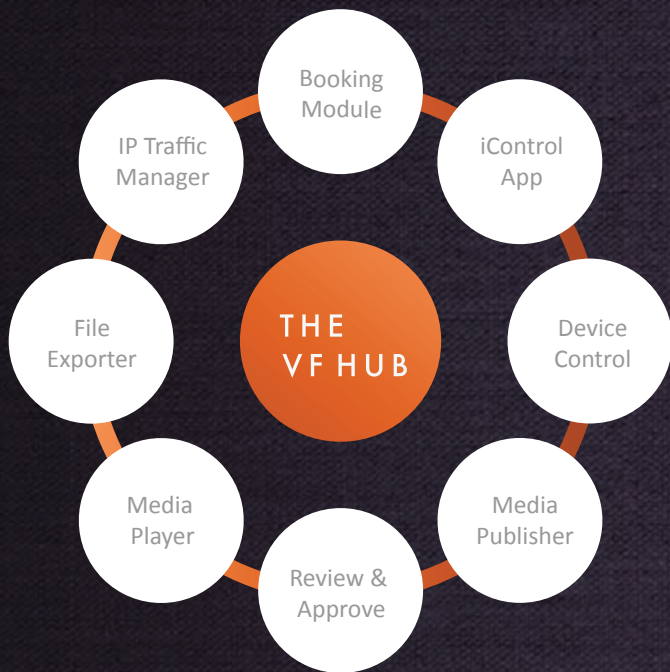 Booking
Module
iControl
App
Device
Control
Media
Publisher
Review &
Approve
Media
Player
File
Exporter
IP Traffic
Manager
THE
VF HUB